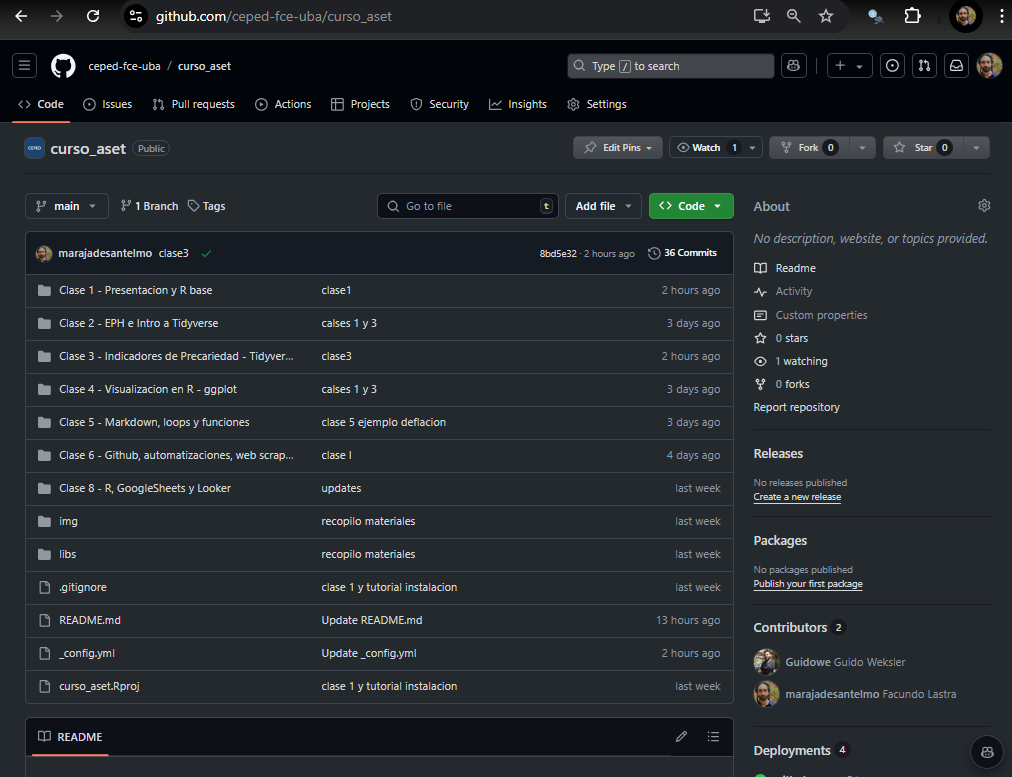 github.com/ceped-fce-uba/curso_aset
ceped-fce-uba / curso_aset
Type / to search
Code Issues Pull requests Actions Projects Security Insights Settings
CEPED curso_aset Public
Edit Pins Watch 1 Fork 0 Star 0
main 1 Branch Tags Go to file t Add file Code
marajadesantelmo clase3 8bd5e32 · 2 hours ago 36 Commits
Clase 1 - Presentacion y R base clase1 2 hours ago
Clase 2 - EPH e Intro a Tidyverse calses 1 y 3 3 days ago
Clase 3 - Indicadores de Precariedad - Tidyver... clase3 2 hours ago
Clase 4 - Visualizacion en R - ggplot calses 1 y 3 3 days ago
Clase 5 - Markdown, loops y funciones clase 5 ejemplo deflacion 3 days ago
Clase 6 - Github, automatizaciones, web scrap... clase l 4 days ago
Clase 8 - R, GoogleSheets y Looker updates last week
img recopilo materiales last week
libs recopilo materiales last week
.gitignore clase 1 y tutorial instalacion last week
README.md Update README.md 13 hours ago
_config.yml Update _config.yml 2 hours ago
curso_aset.Rproj clase 1 y tutorial instalacion last week
README
About
No description, website, or topics provided.
Readme
Activity
Custom properties
0 stars
1 watching
0 forks
Report repository
Releases
No releases published
Create a new release
Packages
No packages published
Publish your first package
Contributors 2
Guidowe Guido Weksler
marajadesantelmo Facundo Lastra
Deployments 4